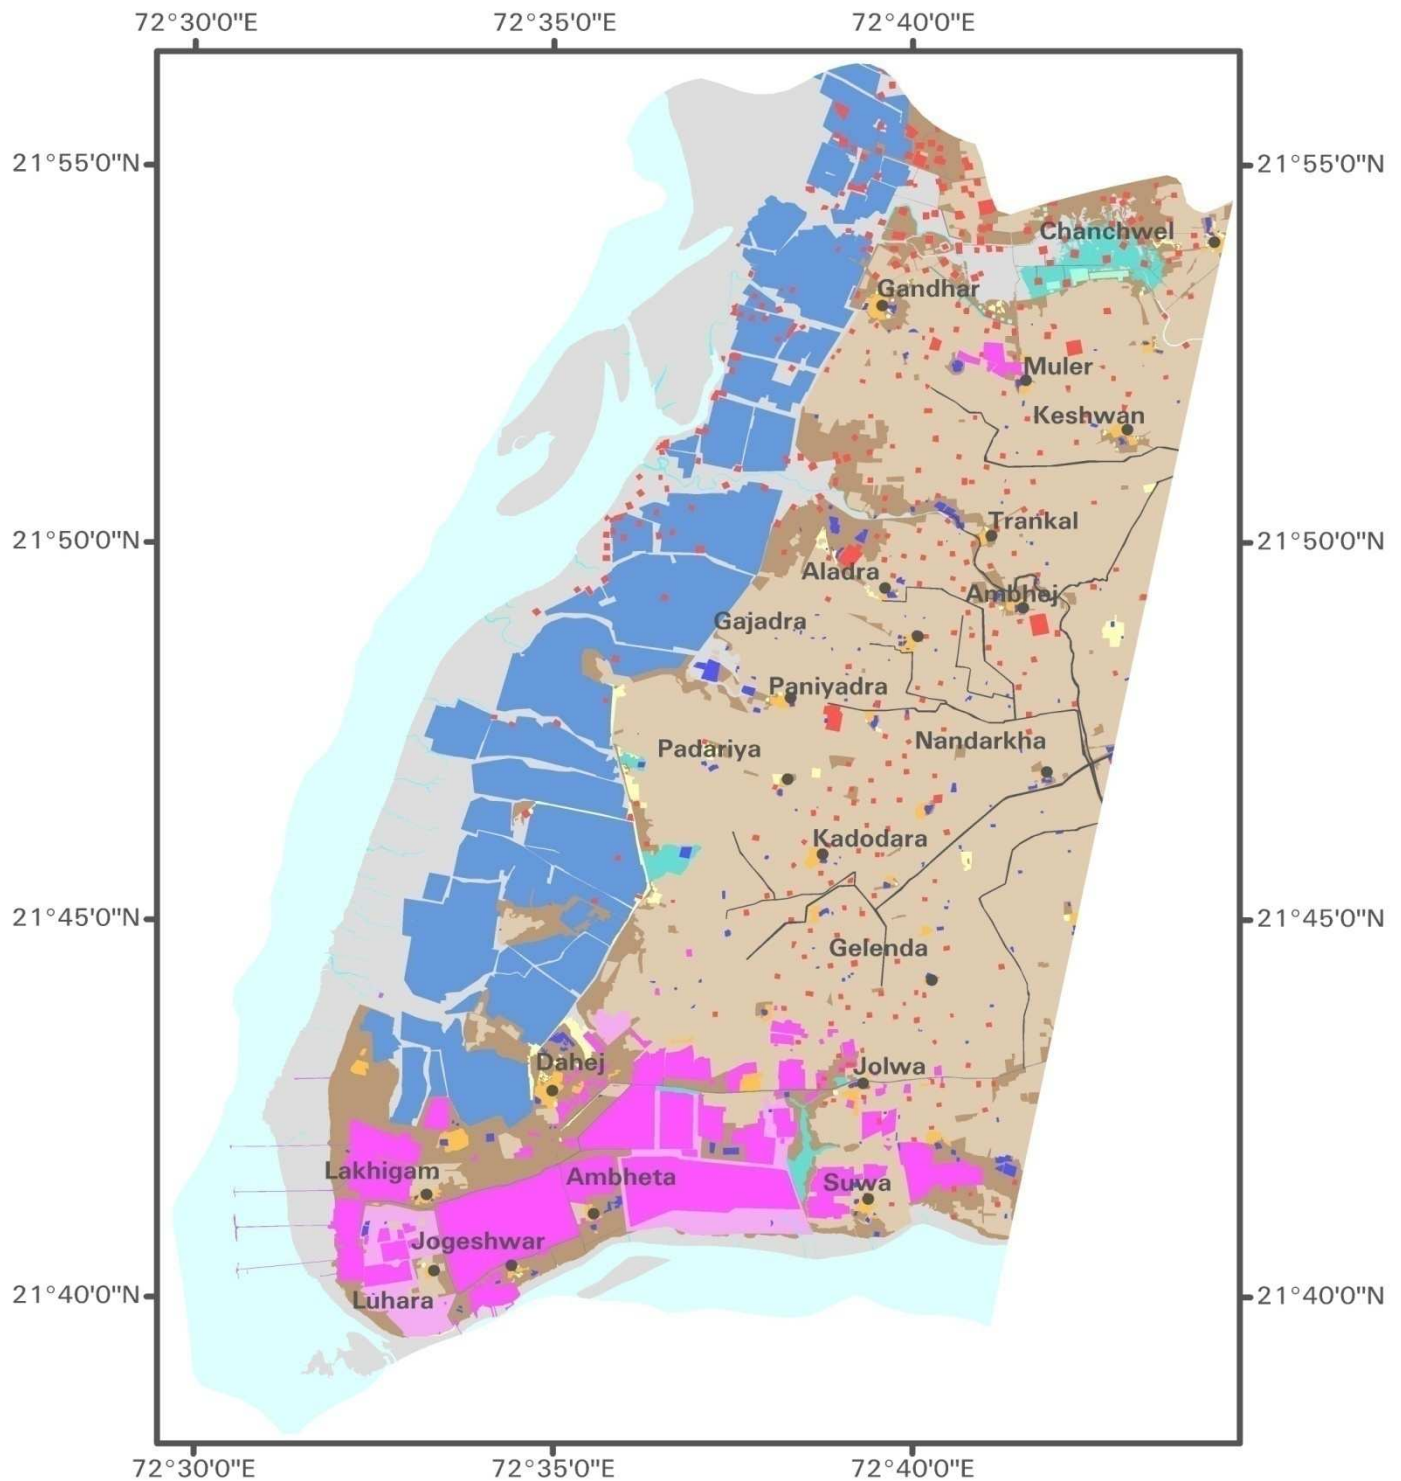 72°30'0"E
72°35'0"E
72°40'0"E
21°55'0"N
21°55'0"N
Chanchwel
Gandhar
Muler
Keshwan
Trankal
21°50'0"N
21°50'0"N
Aladra
Ambhej
Gajadra
Paniyadra
Nandarkha
Padariya
Kadodara
21°45'0"N
21°45'0"N
Gelenda
Dahej
Jolwa
Lakhigam
Ambheta
Suwa
Jogeshwar
21°40'0"N
21°40'0"N
Luhara
72°30'0"E
72°35'0"E
72°40'0"E